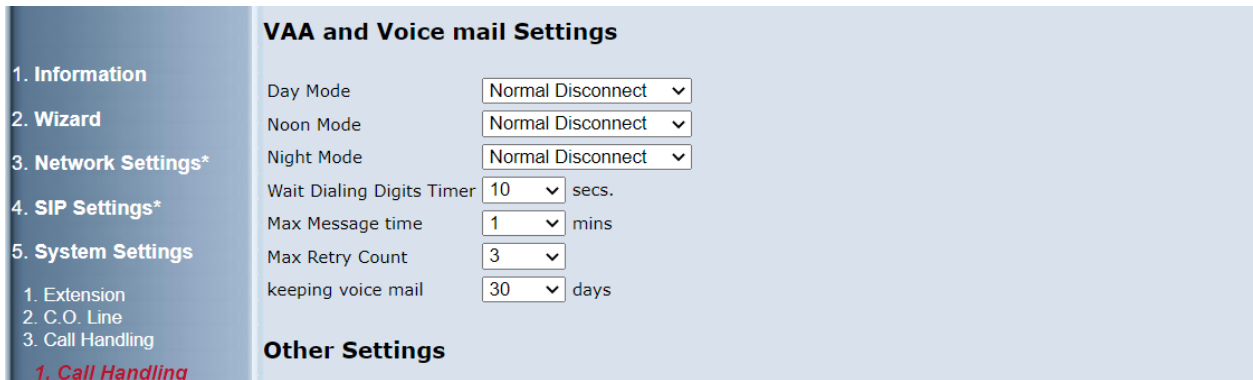 1. Information
2. Wizard
3. Network Settings*
4. SIP Settings*
5. System Settings
1. Extension
2. C.O. Line
3. Call Handling
1. Call Handling
VAA and Voice mail Settings
Day Mode Normal Disconnect
Noon Mode Normal Disconnect
Night Mode Normal Disconnect
Wait Dialing Digits Timer 10 secs.
Max Message time 1 mins
Max Retry Count 3
keeping voice mail 30 days
Other Settings